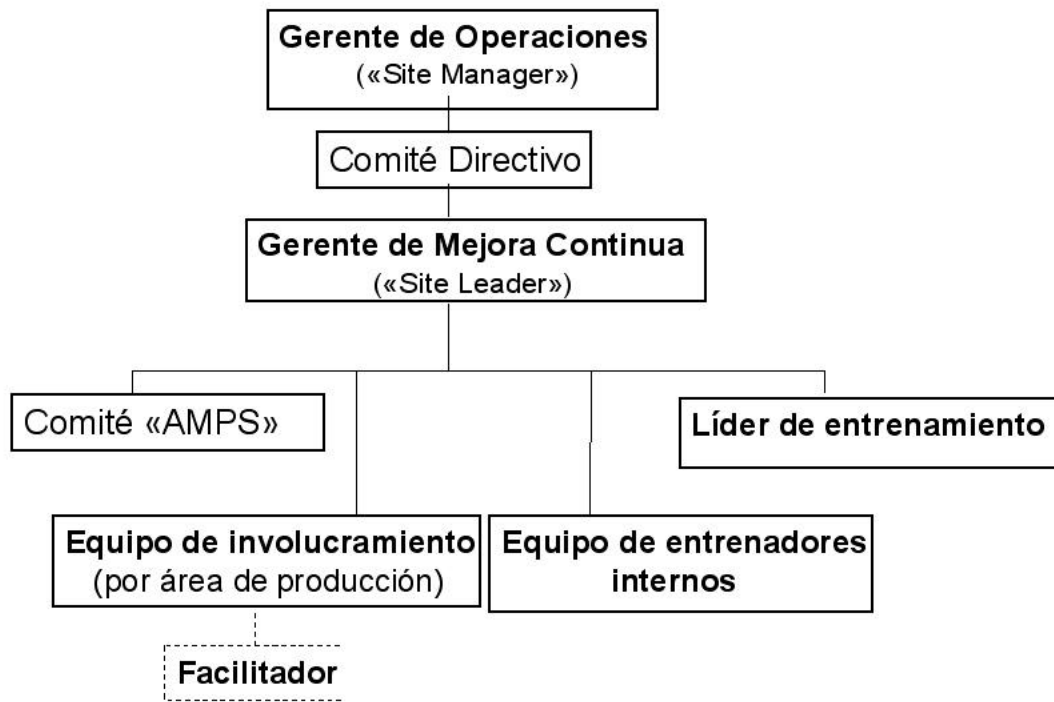 Gerente de Operaciones
(«Site Manager»)
Comité Directivo
Gerente de Mejora Continua
(«Site Leader»)
Comité «AMPS»
Líder de entrenamiento
Equipo de involucramiento
(por área de producción)
Equipo de entrenadores
internos
Facilitador